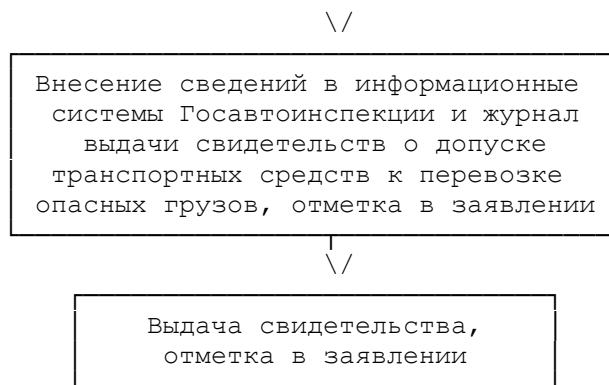 \/
Внесение сведений в информационные
системы Госавтоинспекции и журнал
выдачи свидетельств о допуске
транспортных средств к перевозке
опасных грузов, отметка в заявлении
\/
Выдача свидетельства,
отметка в заявлении